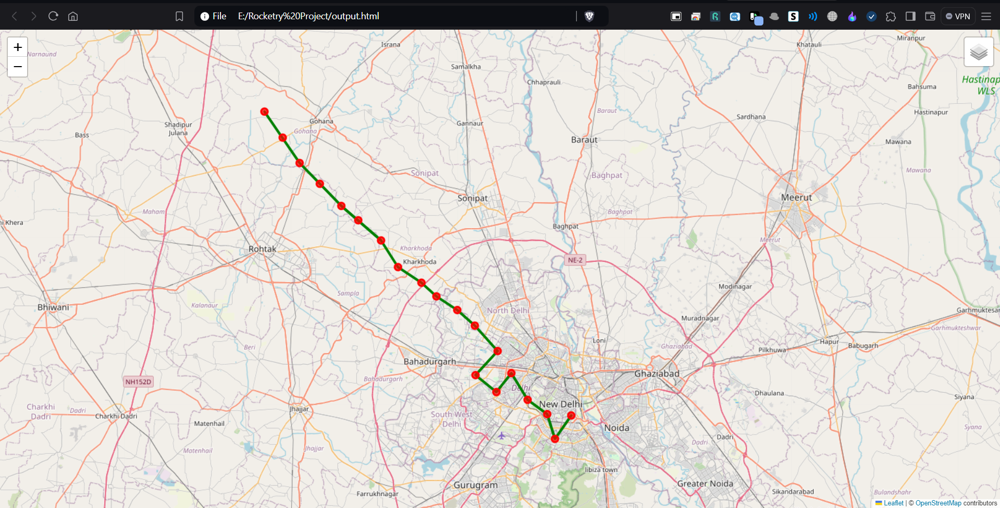 File E:/Rocketry%20Project/output.html
VPN
+
−
Narnaund
Israna
Miranpur
Khatauli
Samalkha
Chhaprauli
Bahsuma
Hastinap
WLS
Baraut
Hastinapur
Sardhana
Gohana
Gohana
Gannaur
Shadipur
Julana
Bass
Baraut
Mawana
Sonipat
Baghpat
Mawana
Sonipat
Meerut
Maham
Baghpat
ni Khera
Baghpat
Meerut
Rohtak
Kharkhoda
Kharkhoda
NE-2
Modinagar
Sampla
Kalanaur
Bhiwani
North Delhi
Garhmuktesar
Muradnagar
Garhmukteshwar
Loni
Hapur
Babugarh
Beri
Ghaziabad
Pilkhuwa
Bahadurgarh
Bahadurgarh
Ghaziabad
NH152D
Delhi
Dhaulana
Siyana
New Delhi
Charkhi
Dadri
Dadri
Charkhi Dadri
Jhajjar
South West
Delhi
Matenhail
Noida
Syana
Dadri
Dadri
Matenhail
Jhajjar
libiza town
Gurugram
Greater Noida
Farrukhnagar
Sikandarabad
Bulandshahr
Leaflet | © OpenStreetMap contributors